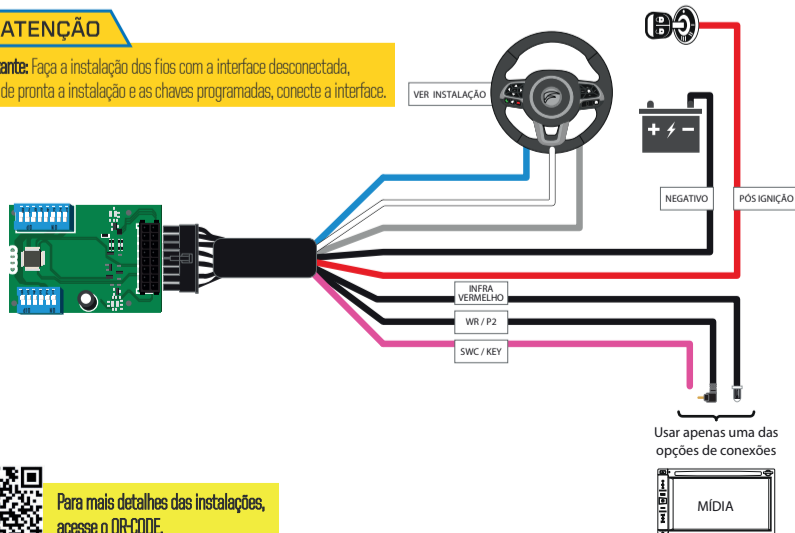 ATENÇÃO
ante: Faça a instalação dos fios com a interface desconectada,
de pronta a instalação e as chaves programadas, conecte a interface.
VER INSTALAÇÃO
+ -
NEGATIVO
PÓS IGNIÇÃO
INFRA
VERMELHO
WR / P2
SWC / KEY
Usar apenas uma das
opções de conexões
MÍDIA
Para mais detalhes das instalações,
acesse o QR-CODE.